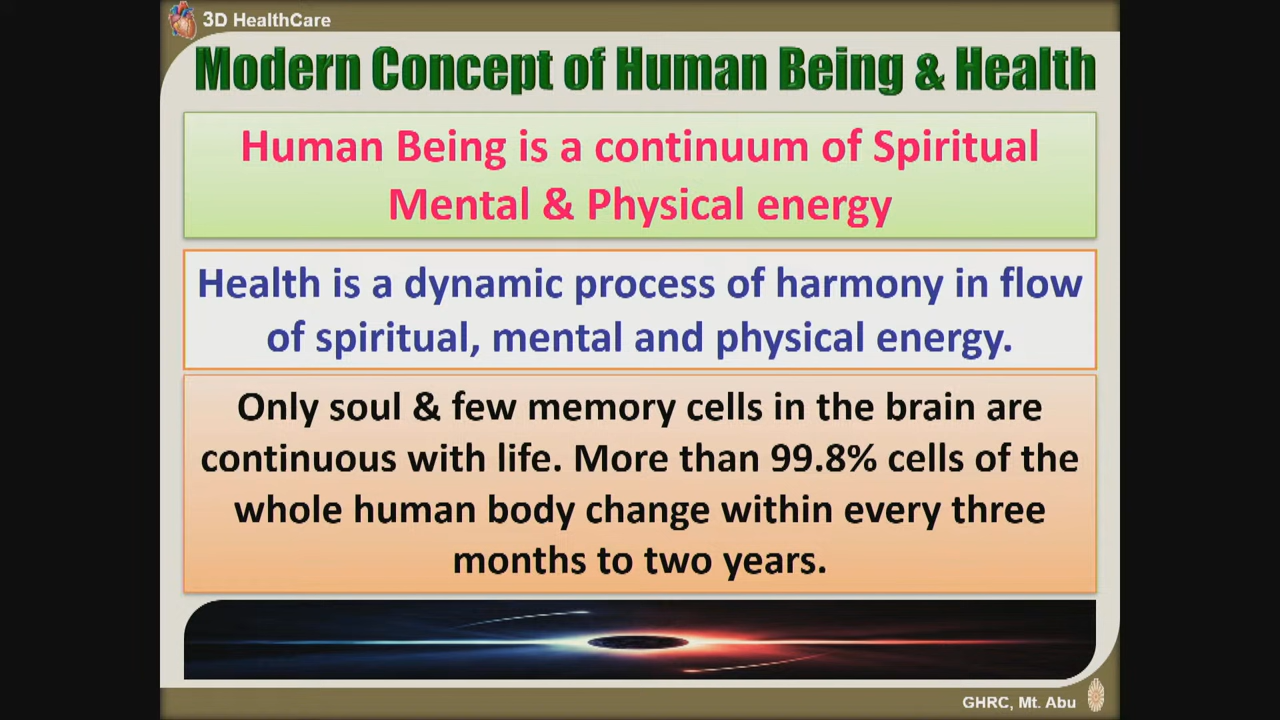 3D HealthCare
Modern Concept of Human Being & Health
Human Being is a continuum of Spiritual
Mental & Physical energy
Health is a dynamic process of harmony in flow
of spiritual, mental and physical energy.
Only soul & few memory cells in the brain are
continuous with life. More than 99.8% cells of the
whole human body change within every three
months to two years.
GHRC, Mt. Abu